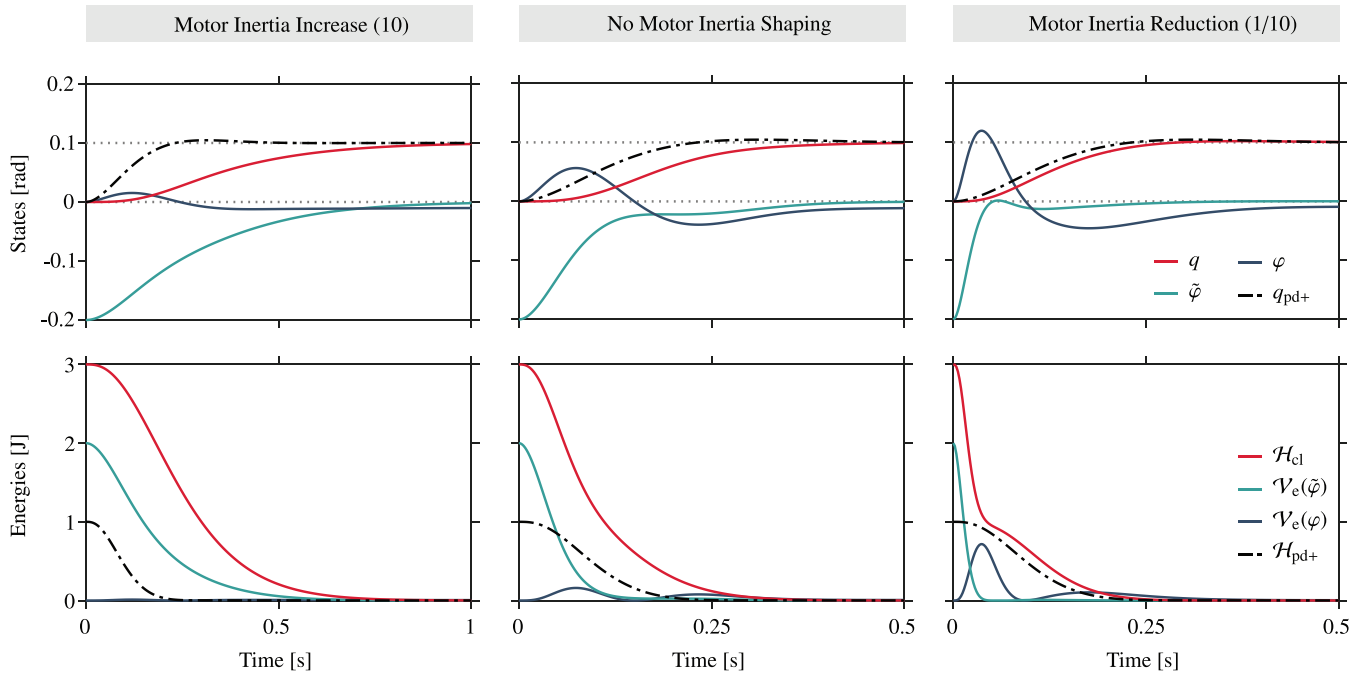 Motor Inertia Increase (10)
No Motor Inertia Shaping
Motor Inertia Reduction (1/10)
States [rad]
0.2
0.1
0
-0.1
-0.2
0
0.5
1
0
0.25
0.5
0
0.25
0.5
q
φ
φ̃
q_pd+
Energies [J]
3
2
1
0
ℋ_cl
𝒱_e(φ̃)
𝒱_e(φ)
ℋ_pd+
Time [s]
Time [s]
Time [s]